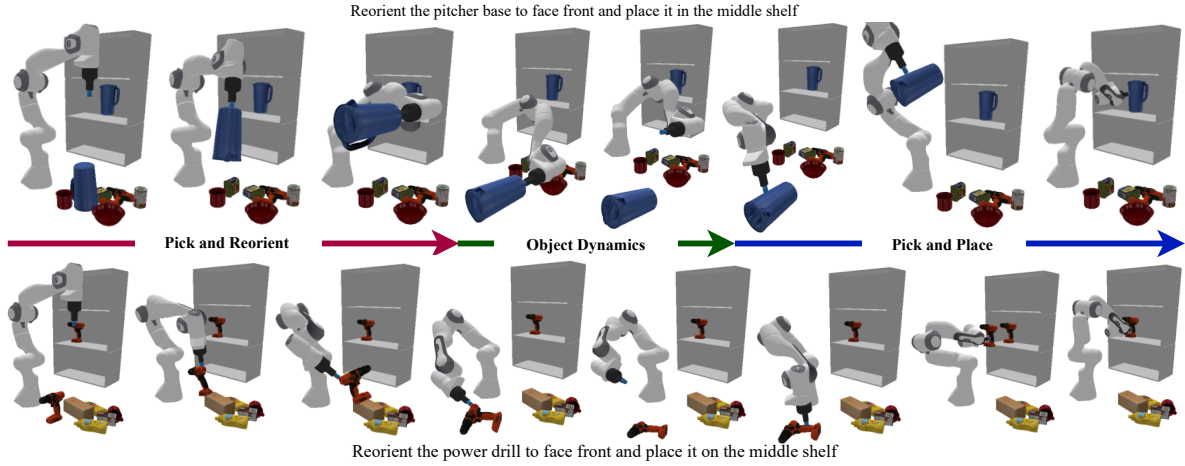 Reorient the pitcher base to face front and place it in the middle shelf
Pick and Reorient
Object Dynamics
Pick and Place
Reorient the power drill to face front and place it on the middle shelf